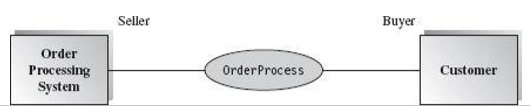 Seller
Buyer
Order
Processing
System
OrderProcess
Customer